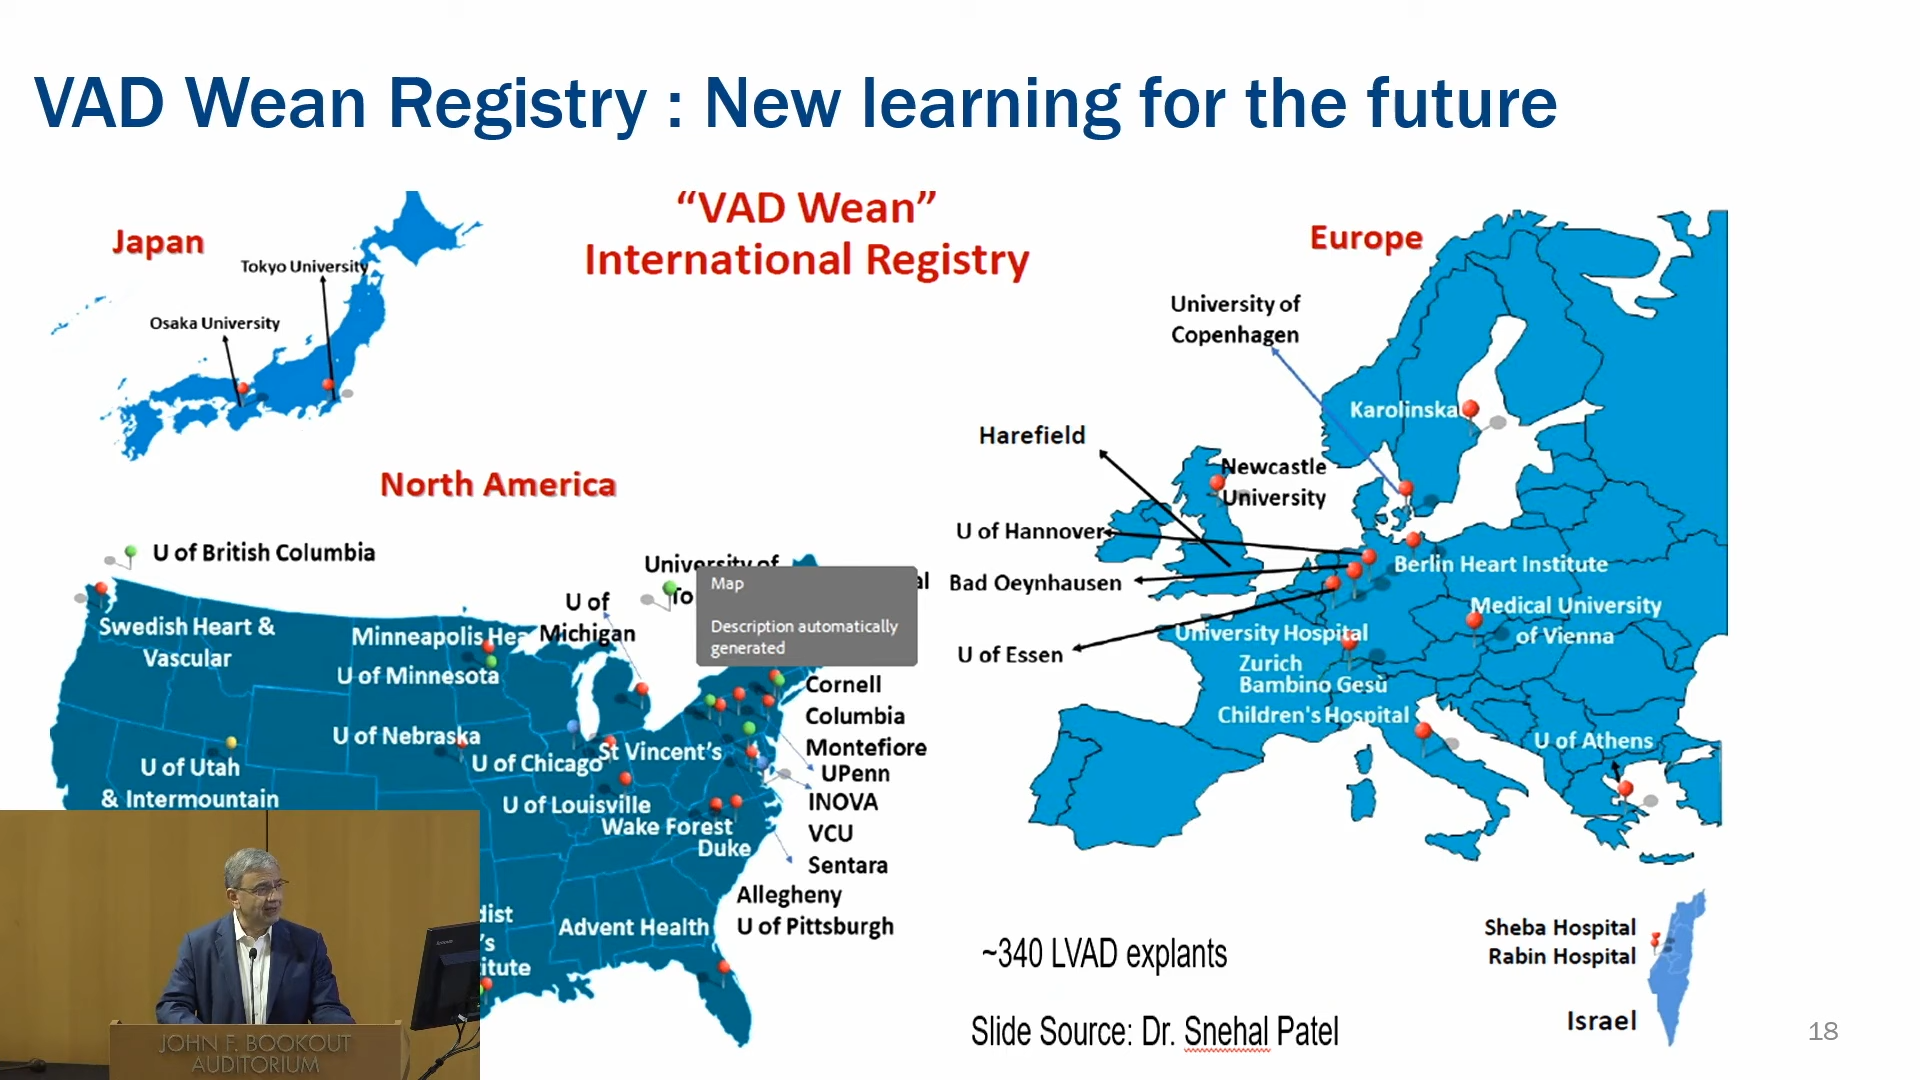 VAD Wean Registry : New learning for the future
“VAD Wean”
International Registry
Japan
Tokyo University
Osaka University
North America
U of British Columbia
Swedish Heart &
Vascular
Minneapolis Hea
U of Minnesota
U of
Michigan
University of
To
al
Map
Description automatically
generated
U of Nebraska
U of Chicago
St Vincent’s
U of Utah
& Intermountain
U of Louisville
Wake Forest
Duke
Cornell
Columbia
Montefiore
UPenn
INOVA
VCU
Sentara
Allegheny
U of Pittsburgh
Advent Health
dist
’s
itute
Europe
University of
Copenhagen
Karolinska
Harefield
Newcastle
University
U of Hannover
Bad Oeynhausen
U of Essen
Berlin Heart Institute
Medical University
of Vienna
University Hospital
Zurich
Bambino Gesù
Children's Hospital
U of Athens
Sheba Hospital
Rabin Hospital
Israel
~340 LVAD explants
Slide Source: Dr. Snehal Patel
18
JOHN F. BOOKOUT
AUDITORIUM